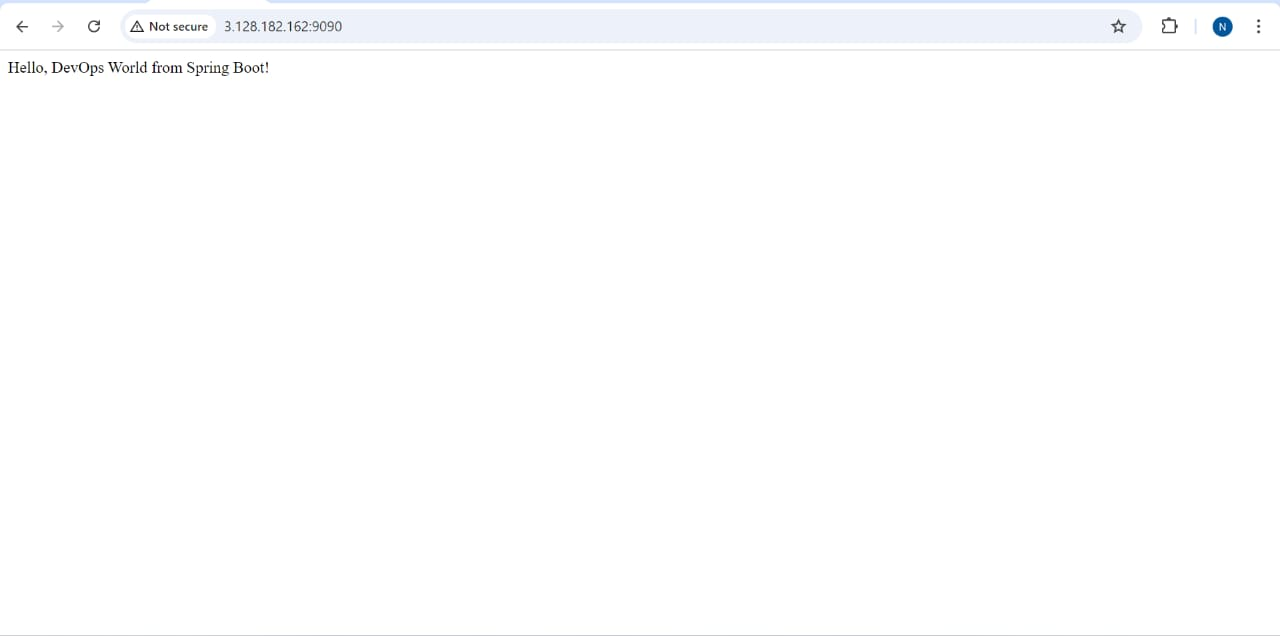 Not secure 3.128.182.162:9090 N
Hello, DevOps World from Spring Boot!